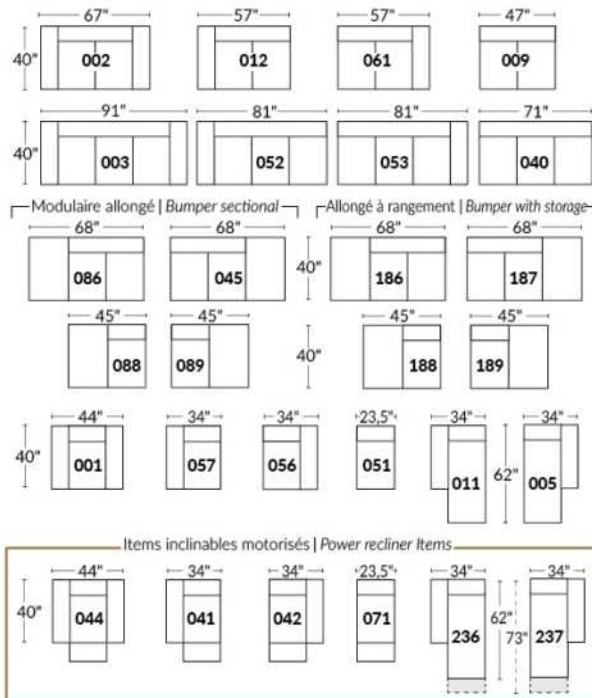 67" 57" 57" 47"
40" 002 012 061 009
91" 81" 81" 71"
40" 003 052 053 040
Modulaire allongé | Bumper sectional Allongé à rangement | Bumper with storage
68" 68" 68" 68"
086 045 40" 186 187
45" 45" 45" 45"
088 089 40" 188 189
44" 34" 34" 23,5" 34" 34"
40" 001 057 056 051 011 62" 005
Items inclinables motorisés | Power recliner Items
44" 34" 34" 23,5" 34" 34"
40" 044 041 042 071 236 62" 73" 237